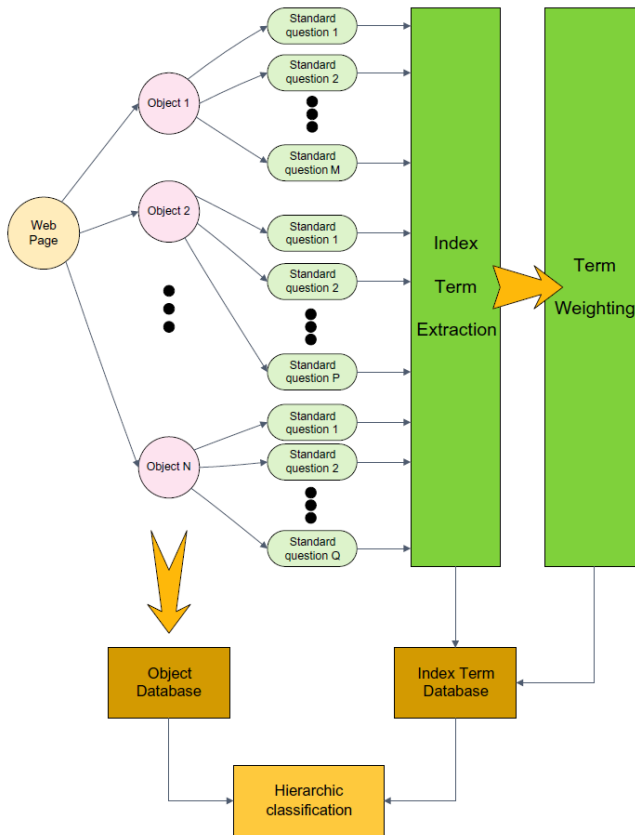 Web
Page
Object 1
Standard
question 1
Standard
question 2
Standard
question M
Object 2
Standard
question 1
Standard
question 2
Standard
question P
Object N
Standard
question 1
Standard
question 2
Standard
question Q
Index
Term
Extraction
Term
Weighting
Object
Database
Index Term
Database
Hierarchic
classification